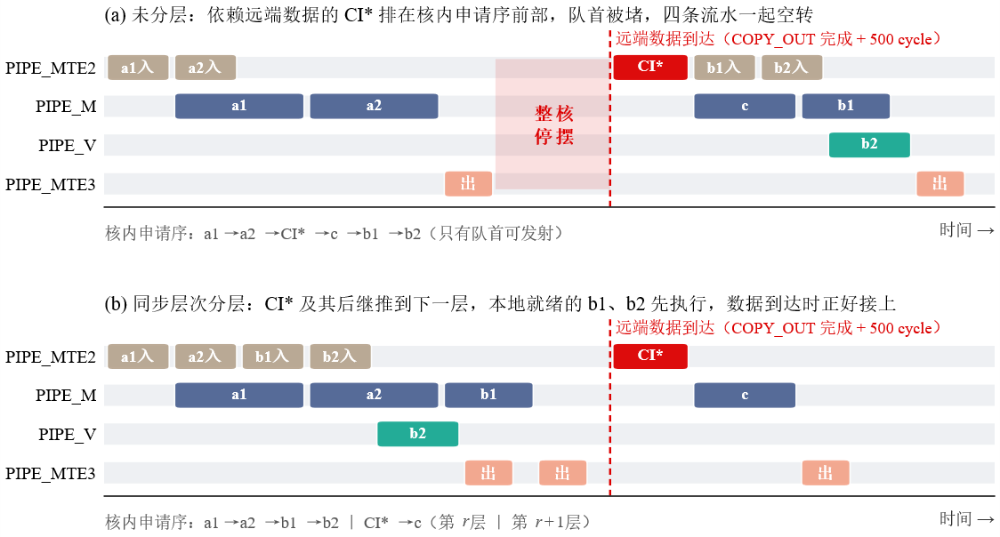 (a) 未分层：依赖远端数据的 CI* 排在核内申请序前部，队首被堵，四条流水一起空转
远端数据到达（COPY_OUT 完成 + 500 cycle）
PIPE_MTE2 a1入 a2入 CI* b1入 b2入
PIPE_M a1 a2 c b1
整核
停摆
PIPE_V b2
PIPE_MTE3 出 出
核内申请序：a1 →a2 →CI* →c →b1 →b2（只有队首可发射） 时间 →
(b) 同步层次分层：CI* 及其后继推到下一层，本地就绪的 b1、b2 先执行，数据到达时正好接上
远端数据到达（COPY_OUT 完成 + 500 cycle）
PIPE_MTE2 a1入 a2入 b1入 b2入 CI*
PIPE_M a1 a2 b1 c
PIPE_V b2
PIPE_MTE3 出 出 出
核内申请序：a1 →a2 →b1 →b2 | CI* →c（第 r层 | 第 r+1层） 时间 →